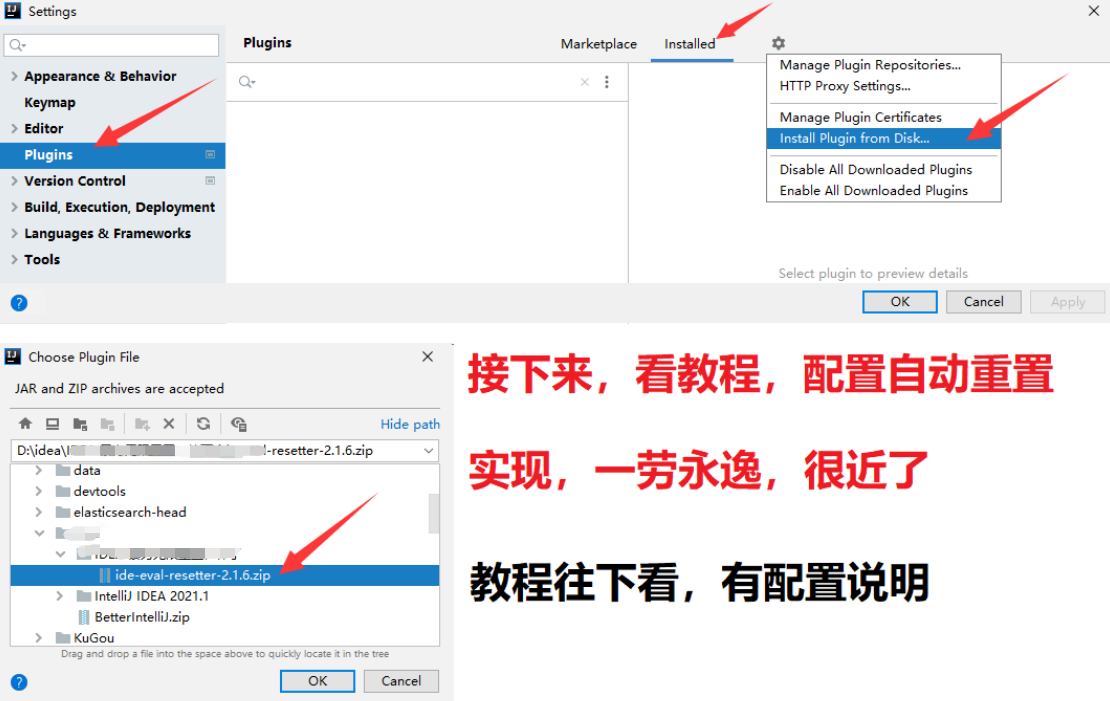 Settings
Plugins
Marketplace
Installed
Appearance & Behavior
Keymap
Editor
Plugins
Version Control
Build, Execution, Deployment
Languages & Frameworks
Tools
Manage Plugin Repositories...
HTTP Proxy Settings...
Manage Plugin Certificates
Install Plugin from Disk...
Disable All Downloaded Plugins
Enable All Downloaded Plugins
Select plugin to preview details
?
OK
Cancel
Apply
Choose Plugin File
JAR and ZIP archives are accepted
Hide path
D:\idea\
-resetter-2.1.6.zip
data
devtools
elasticsearch-head
ide-eval-resetter-2.1.6.zip
IntelliJ IDEA 2021.1
BetterIntelliJ.zip
KuGou
Drag and drop a file into the space above to quickly locate it in the tree
?
OK
Cancel
接下来，看教程，配置自动重置
实现，一劳永逸，很近了
教程往下看，有配置说明